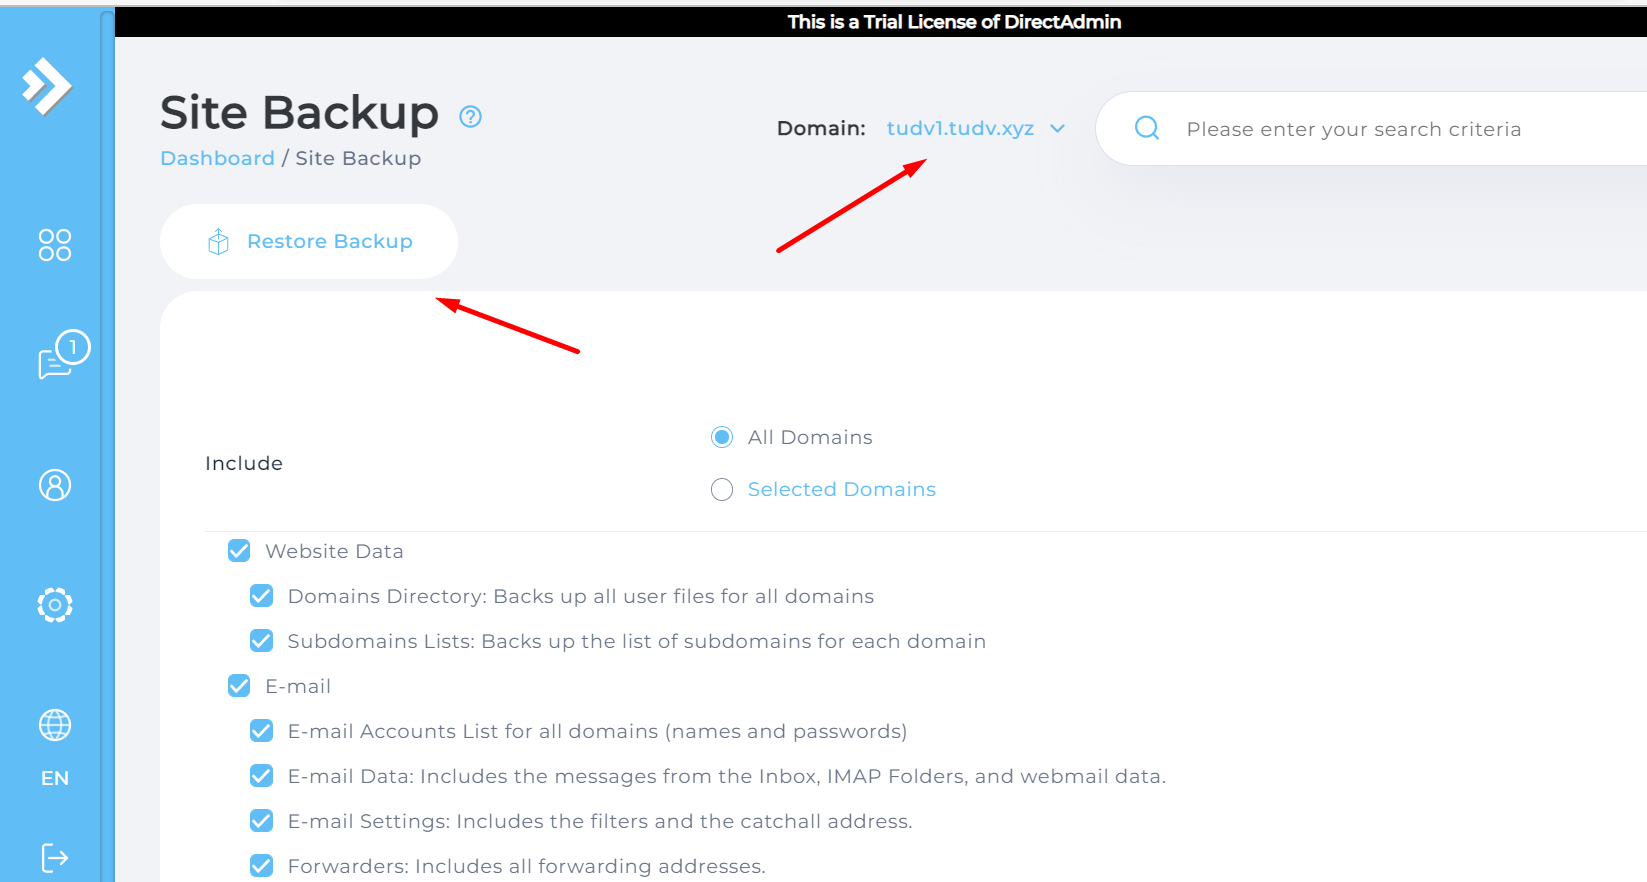 This is a Trial License of DirectAdmin
Site Backup
Dashboard / Site Backup
Domain: tudv1.tudv.xyz
Please enter your search criteria
Restore Backup
1
Include
All Domains
Selected Domains
Website Data
Domains Directory: Backs up all user files for all domains
Subdomains Lists: Backs up the list of subdomains for each domain
E-mail
E-mail Accounts List for all domains (names and passwords)
E-mail Data: Includes the messages from the Inbox, IMAP Folders, and webmail data.
E-mail Settings: Includes the filters and the catchall address.
Forwarders: Includes all forwarding addresses.
EN